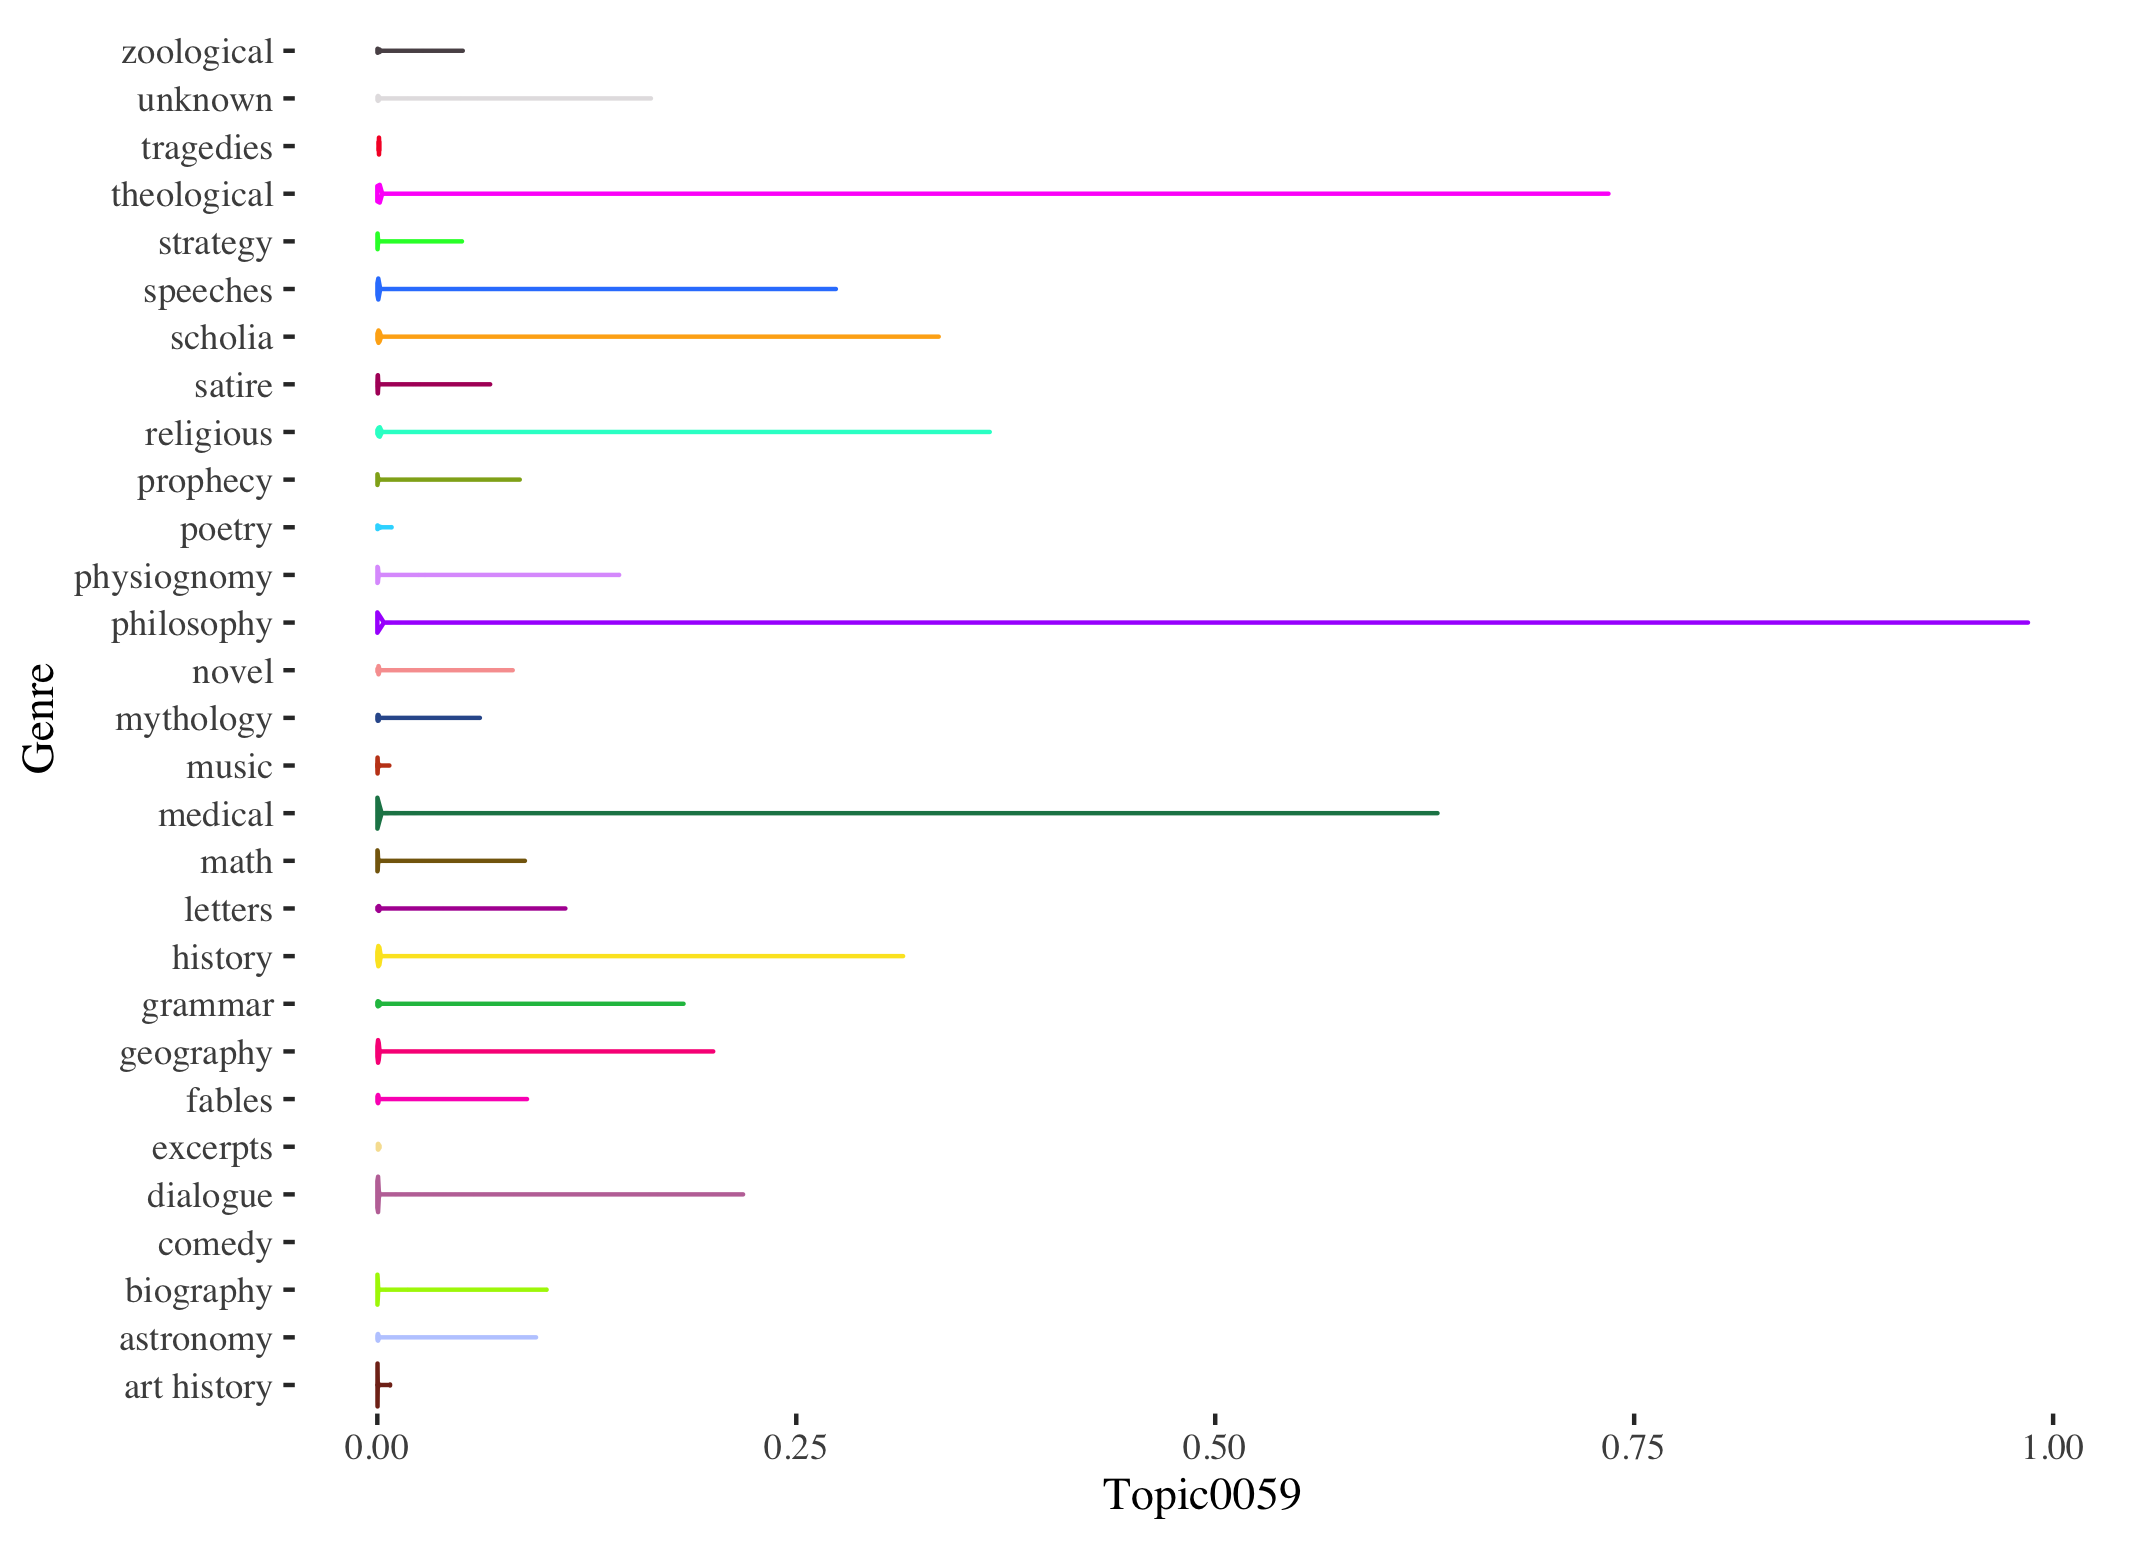 zoological
unknown
tragedies
theological
strategy
speeches
scholia
satire
religious
prophecy
poetry
physiognomy
philosophy
novel
mythology
music
medical
math
letters
history
grammar
geography
fables
excerpts
dialogue
comedy
biography
astronomy
art history
Genre
0.00 0.25 0.50 0.75 1.00
Topic0059